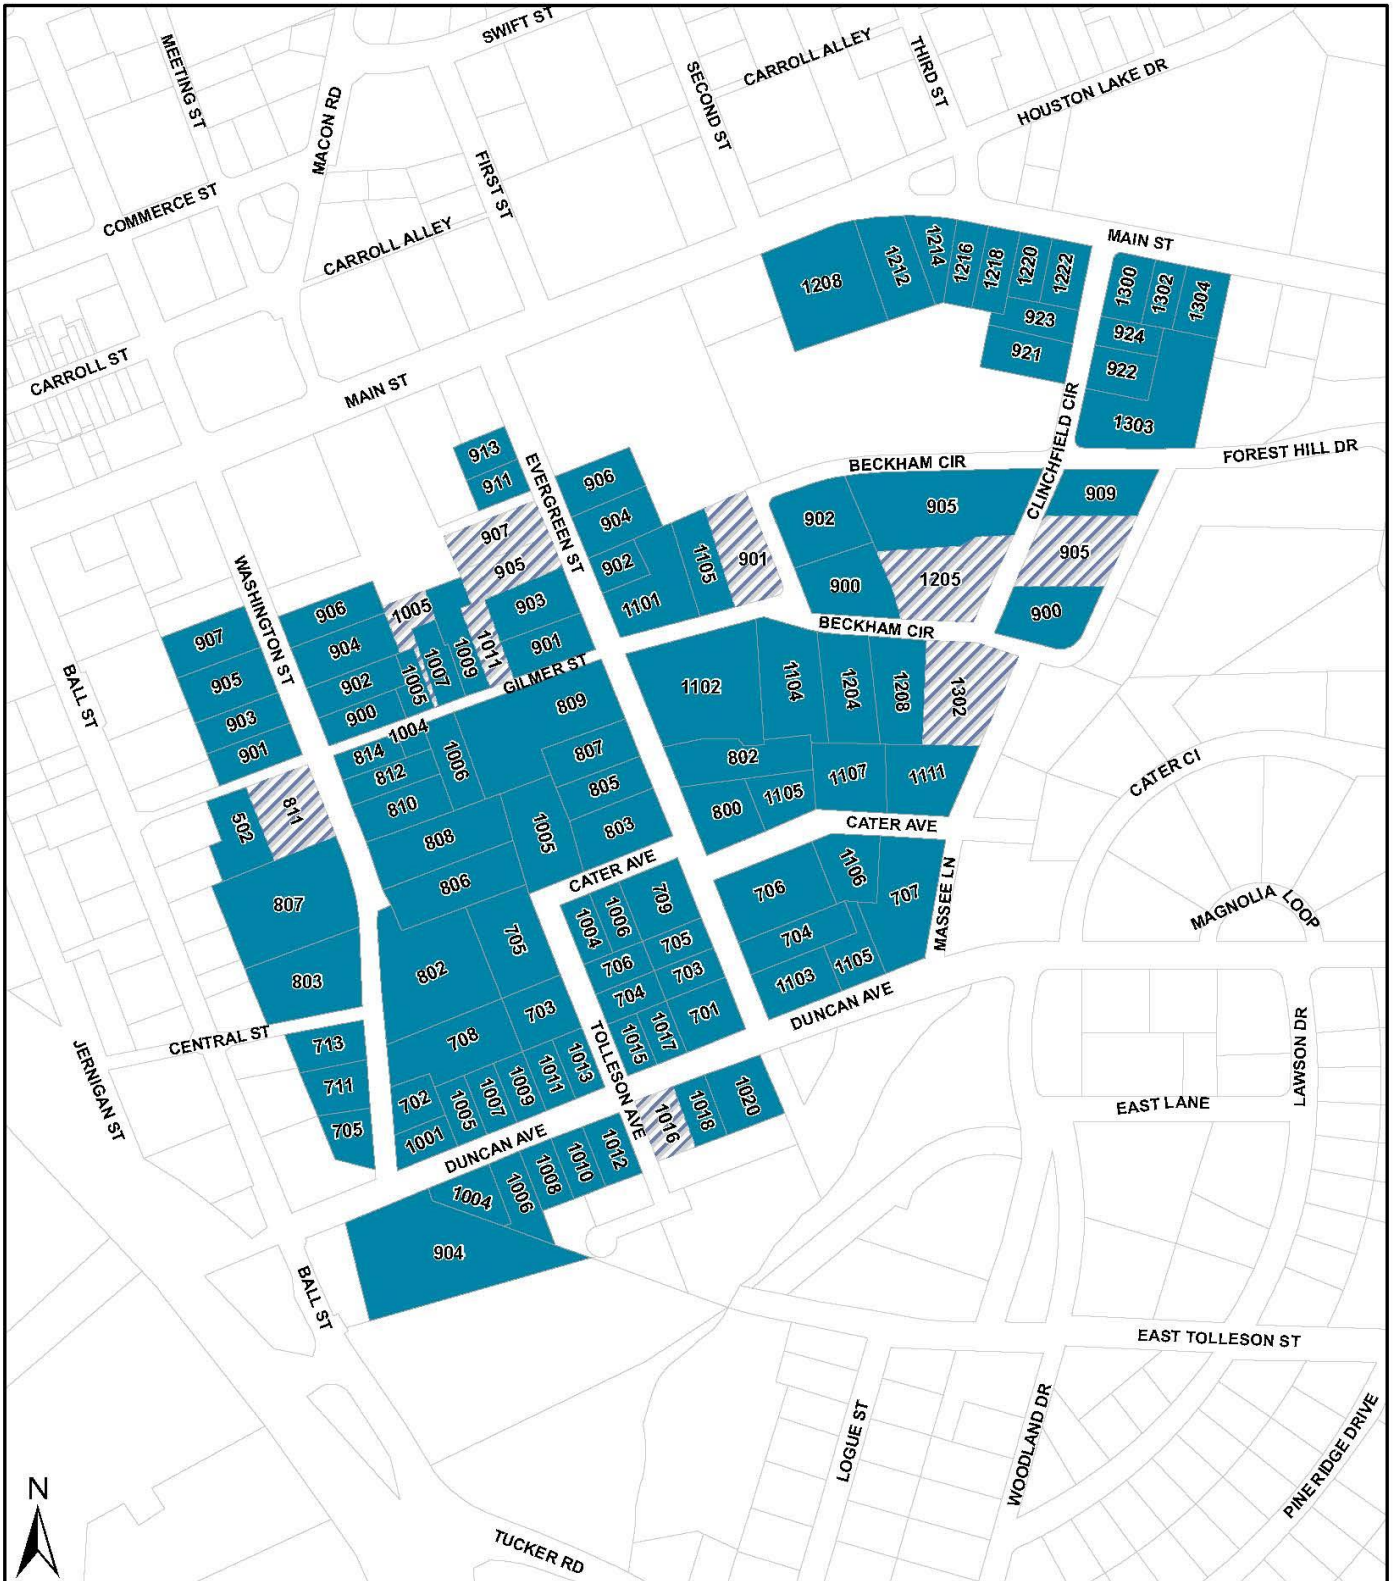 SWIFT ST
MEETING ST
CARROLL ALLEY
THIRD ST
SECOND ST
HOUSTON LAKE DR
MACON RD
FIRST ST
COMMERCE ST
CARROLL ALLEY
MAIN ST
1208
1212
1214
1216
1218
1220
1222
1300
1302
1304
923
924
921
922
CARROLL ST
MAIN ST
CLINCHFIELD CIR
1303
913
911
EVERGREEN ST
906
BECKHAM CIR
FOREST HILL DR
909
907
905
904
902
905
902
1105
901
905
900
1205
WASHINGTON ST
906
1005
903
1101
900
907
904
1011
901
BECKHAM CIR
1009
1007
905
902
1005
GILMER ST
1102
1104
1204
1208
1302
BALL ST
903
900
809
901
814
1004
1006
807
802
1107
1111
CATER CI
812
805
800
1105
811
810
502
808
1005
803
CATER AVE
806
CATER AVE
1106
706
707
MASSEE LN
807
709
1006
1004
MAGNOLIA LOOP
705
705
704
802
706
703
1103
1105
803
704
701
DUNCAN AVE
703
CENTRAL ST
713
708
TOLLESON AVE
1015
1017
JERNIGAN ST
LAWSON DR
711
1013
1011
1009
1007
1005
702
1020
1018
1016
EAST LANE
705
1001
DUNCAN AVE
1012
1010
1008
1006
1004
904
BALL ST
EAST TOLLESON ST
LOGUE ST
WOODLAND DR
PINE RIDGE DRIVE
N
TUCKER RD